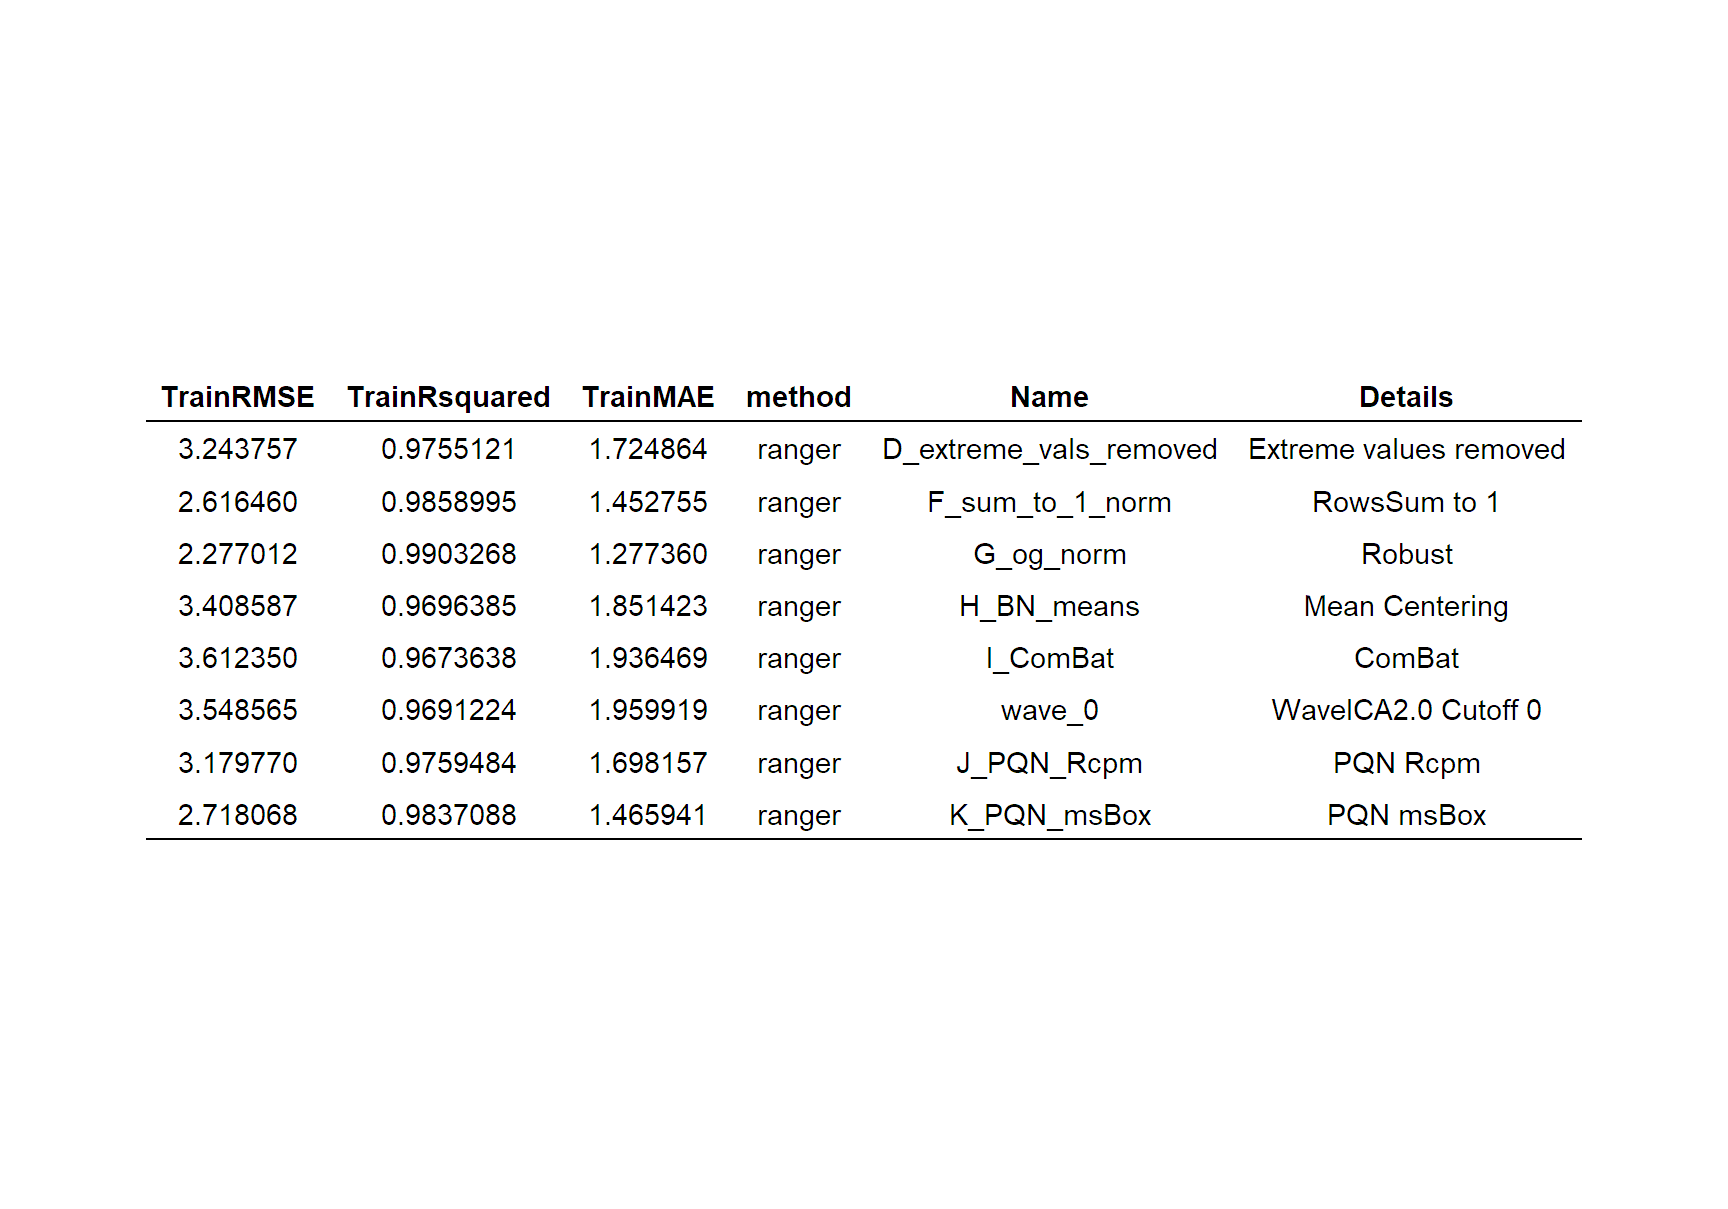 TrainRMSE TrainRsquared TrainMAE method Name Details
3.243757 0.9755121 1.724864 ranger D_extreme_vals_removed Extreme values removed
2.616460 0.9858995 1.452755 ranger F_sum_to_1_norm RowsSum to 1
2.277012 0.9903268 1.277360 ranger G_og_norm Robust
3.408587 0.9696385 1.851423 ranger H_BN_means Mean Centering
3.612350 0.9673638 1.936469 ranger I_ComBat ComBat
3.548565 0.9691224 1.959919 ranger wave_0 WaveICA2.0 Cutoff 0
3.179770 0.9759484 1.698157 ranger J_PQN_Rcpm PQN Rcpm
2.718068 0.9837088 1.465941 ranger K_PQN_msBox PQN msBox